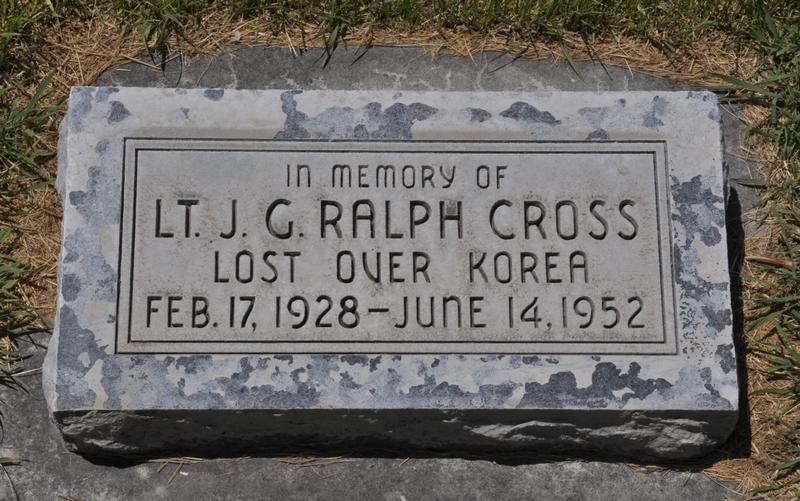 IN MEMORY OF
LT. J. G. RALPH CROSS
LOST OVER KOREA
FEB. 17, 1928 – JUNE 14, 1952